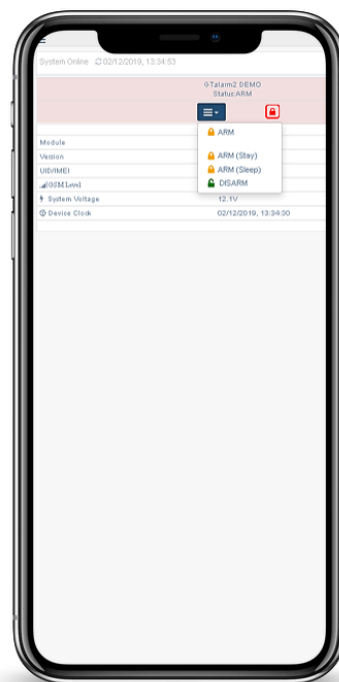 System Online 02/12/2019, 13:34:53
GTalarm2 DEMO
Status:ARM
ARM
Module
Version
ARM (Stay)
UID/IMEI
ARM (Sleep)
GSM Level
DISARM
System Voltage 12.1V
Device Clock 02/12/2019, 13:34:30